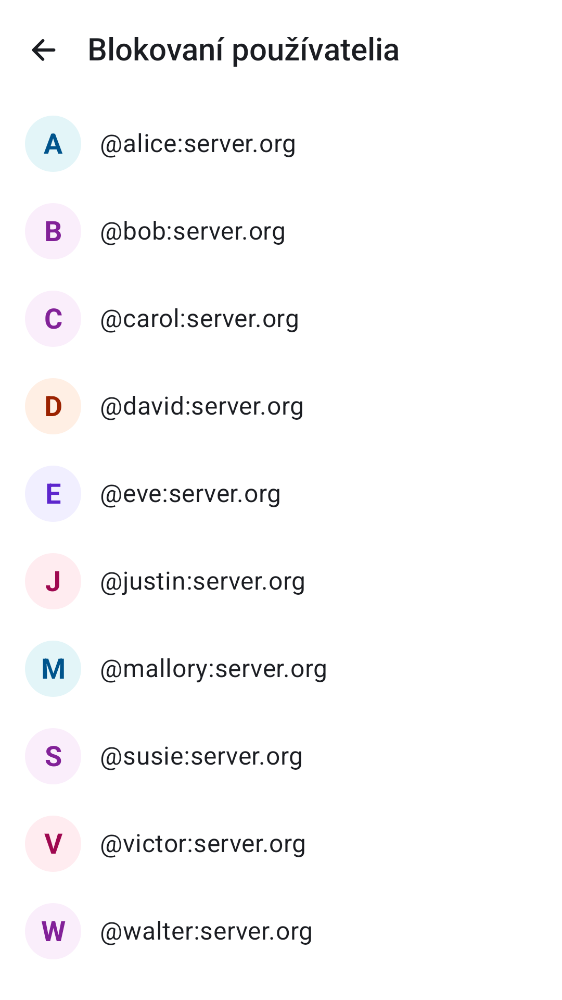 Blokovaní používatelia
A @alice:server.org
B @bob:server.org
C @carol:server.org
D @david:server.org
E @eve:server.org
J @justin:server.org
M @mallory:server.org
S @susie:server.org
V @victor:server.org
W @walter:server.org